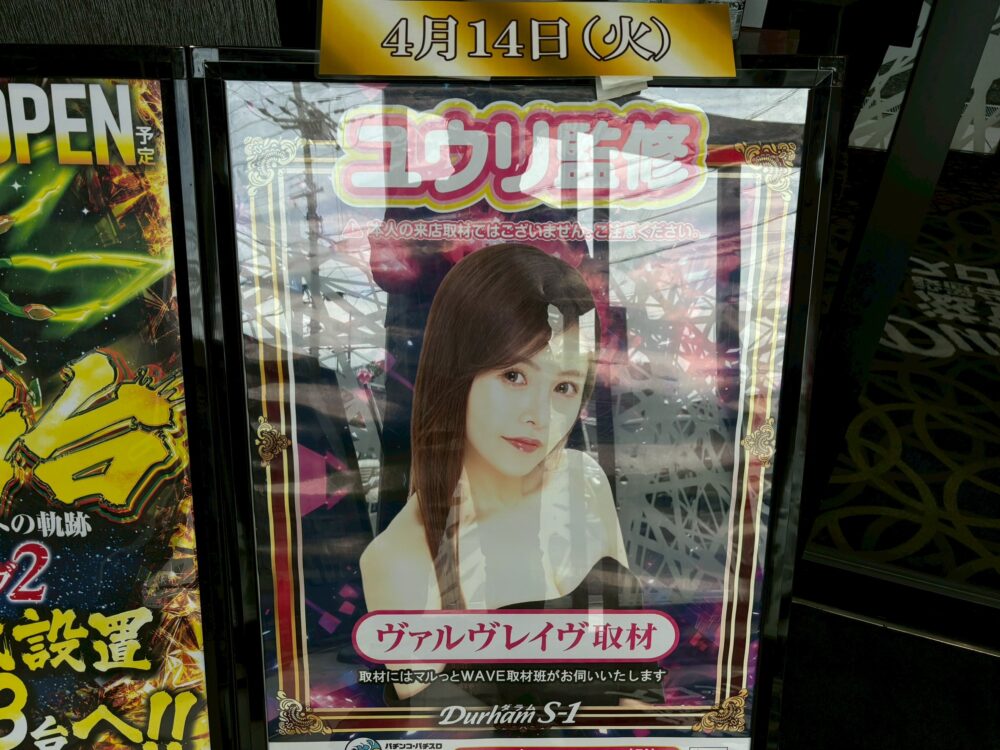 4月14日(火)
ユウリ監修
本人の来店取材ではございません。ご注意ください。
ヴァルヴレイヴ取材
取材にはマルっとWAVE取材班がお伺いいたします
ダラム
Durham S-1
パチンコ・パチスロ
OPEN
予定
への軌跡
2
設置
3台へ!!